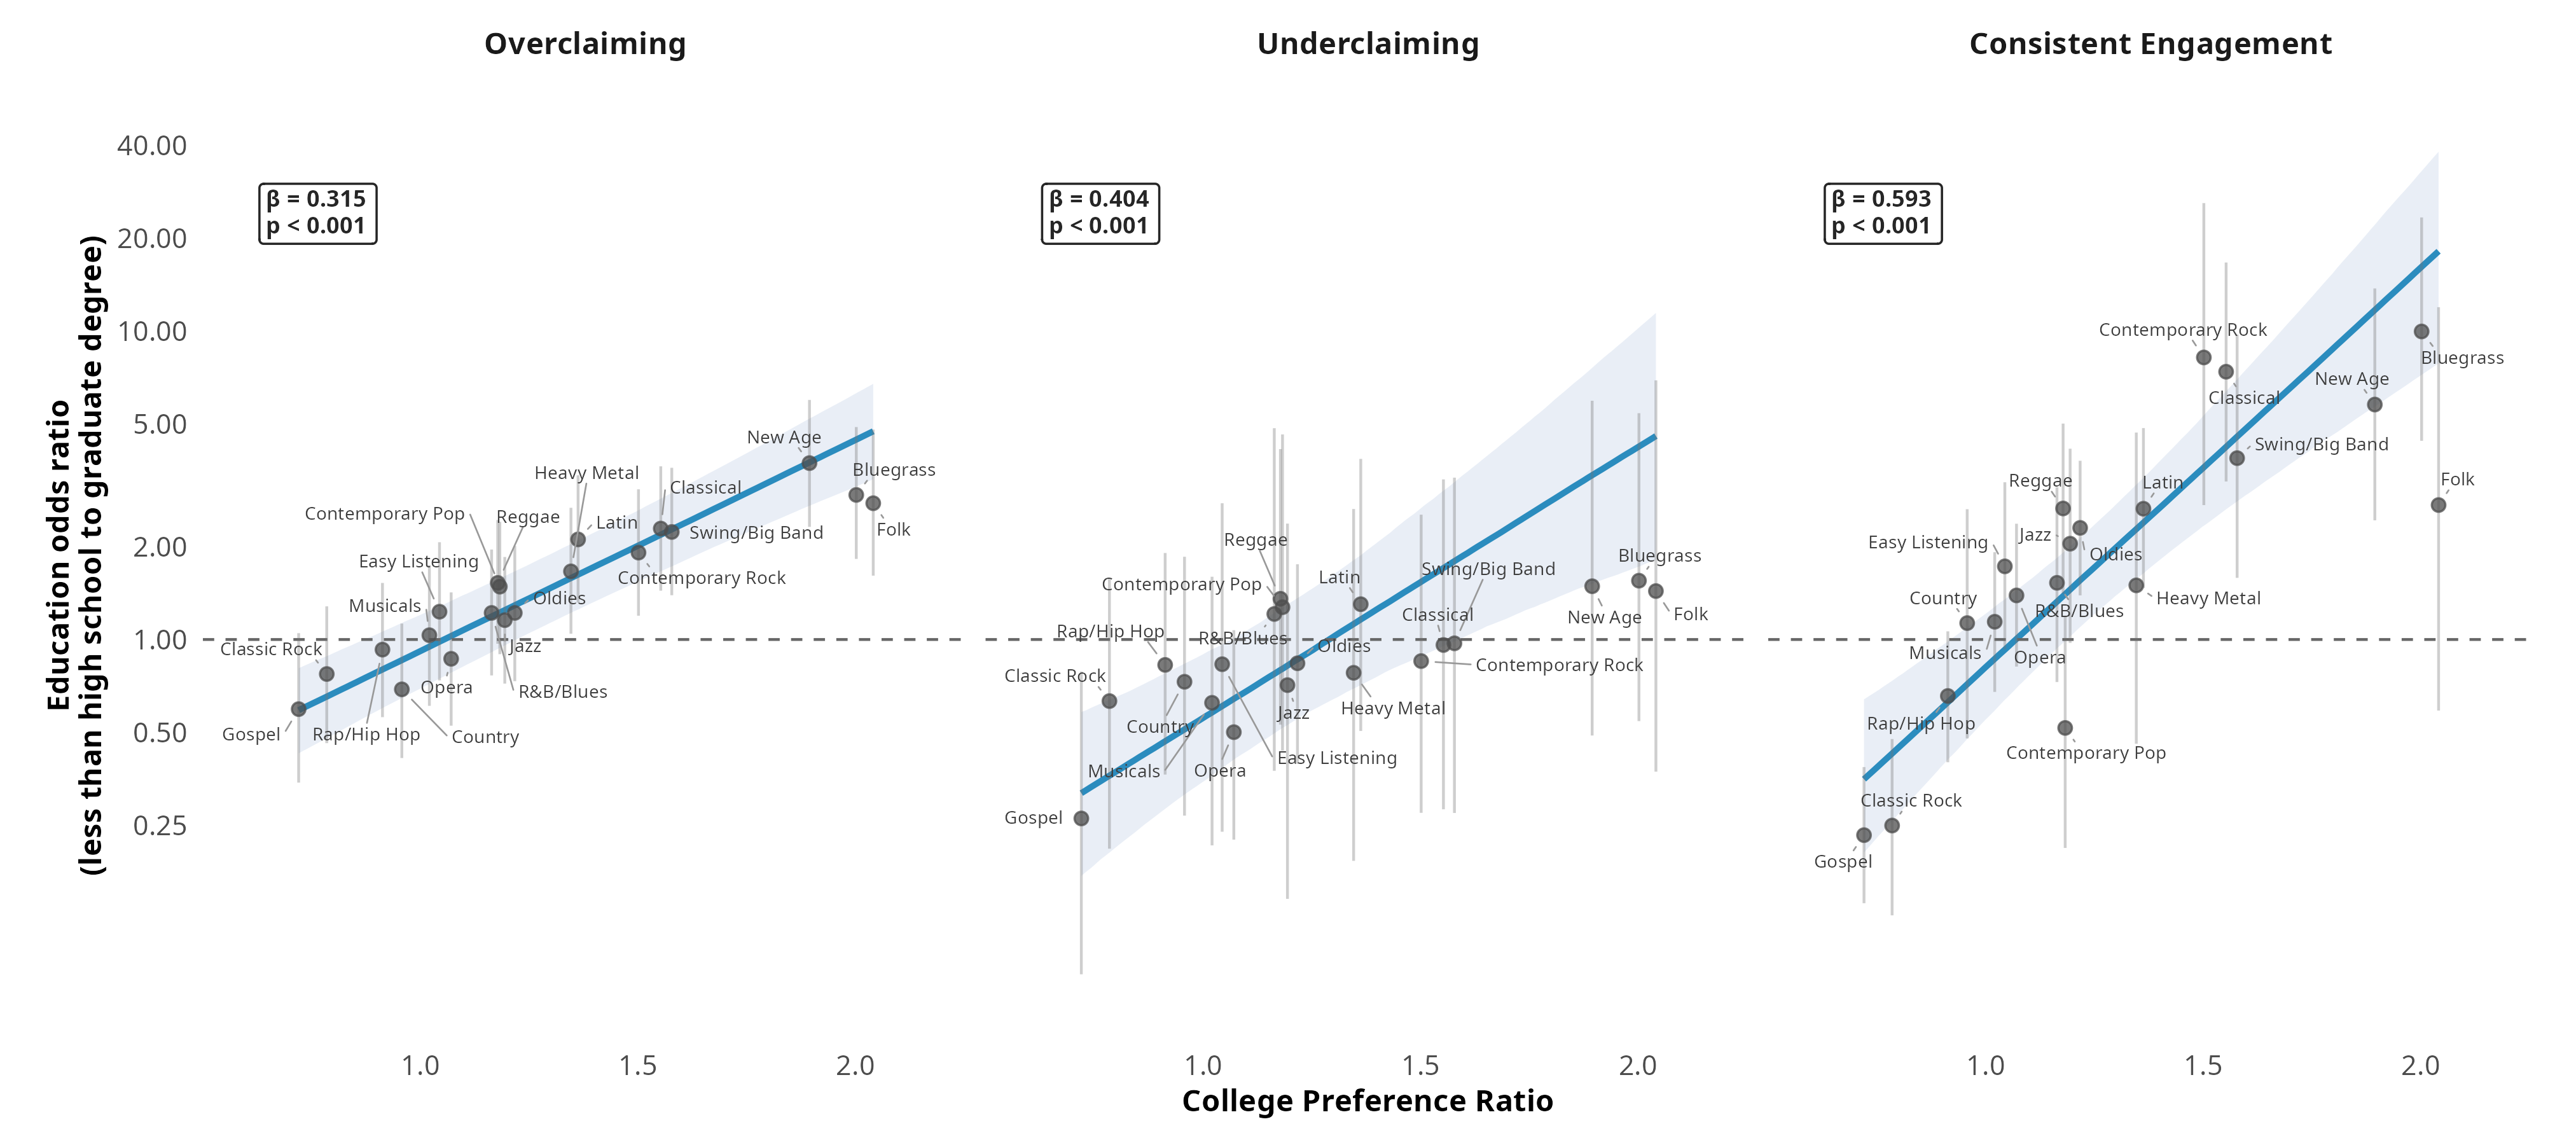 Overclaiming
Underclaiming
Consistent Engagement
Education odds ratio
(less than high school to graduate degree)
40.00
20.00
10.00
5.00
2.00
1.00
0.50
0.25
β = 0.315
p < 0.001
New Age
Heavy Metal
Bluegrass
Classical
Contemporary Pop
Reggae
Latin
Folk
Swing/Big Band
Easy Listening
Contemporary Rock
Musicals
Oldies
Classic Rock
Jazz
Opera
R&B/Blues
Gospel
Rap/Hip Hop
Country
β = 0.404
p < 0.001
Reggae
Bluegrass
Swing/Big Band
Latin
Contemporary Pop
Classical
New Age
Folk
Rap/Hip Hop
R&B/Blues
Oldies
Contemporary Rock
Classic Rock
Heavy Metal
Jazz
Country
Easy Listening
Musicals
Opera
Gospel
β = 0.593
p < 0.001
Contemporary Rock
Bluegrass
New Age
Classical
Swing/Big Band
Reggae
Latin
Folk
Jazz
Easy Listening
Oldies
Country
Heavy Metal
R&B/Blues
Musicals
Opera
Rap/Hip Hop
Contemporary Pop
Classic Rock
Gospel
1.0
1.5
2.0
1.0
1.5
2.0
1.0
1.5
2.0
College Preference Ratio